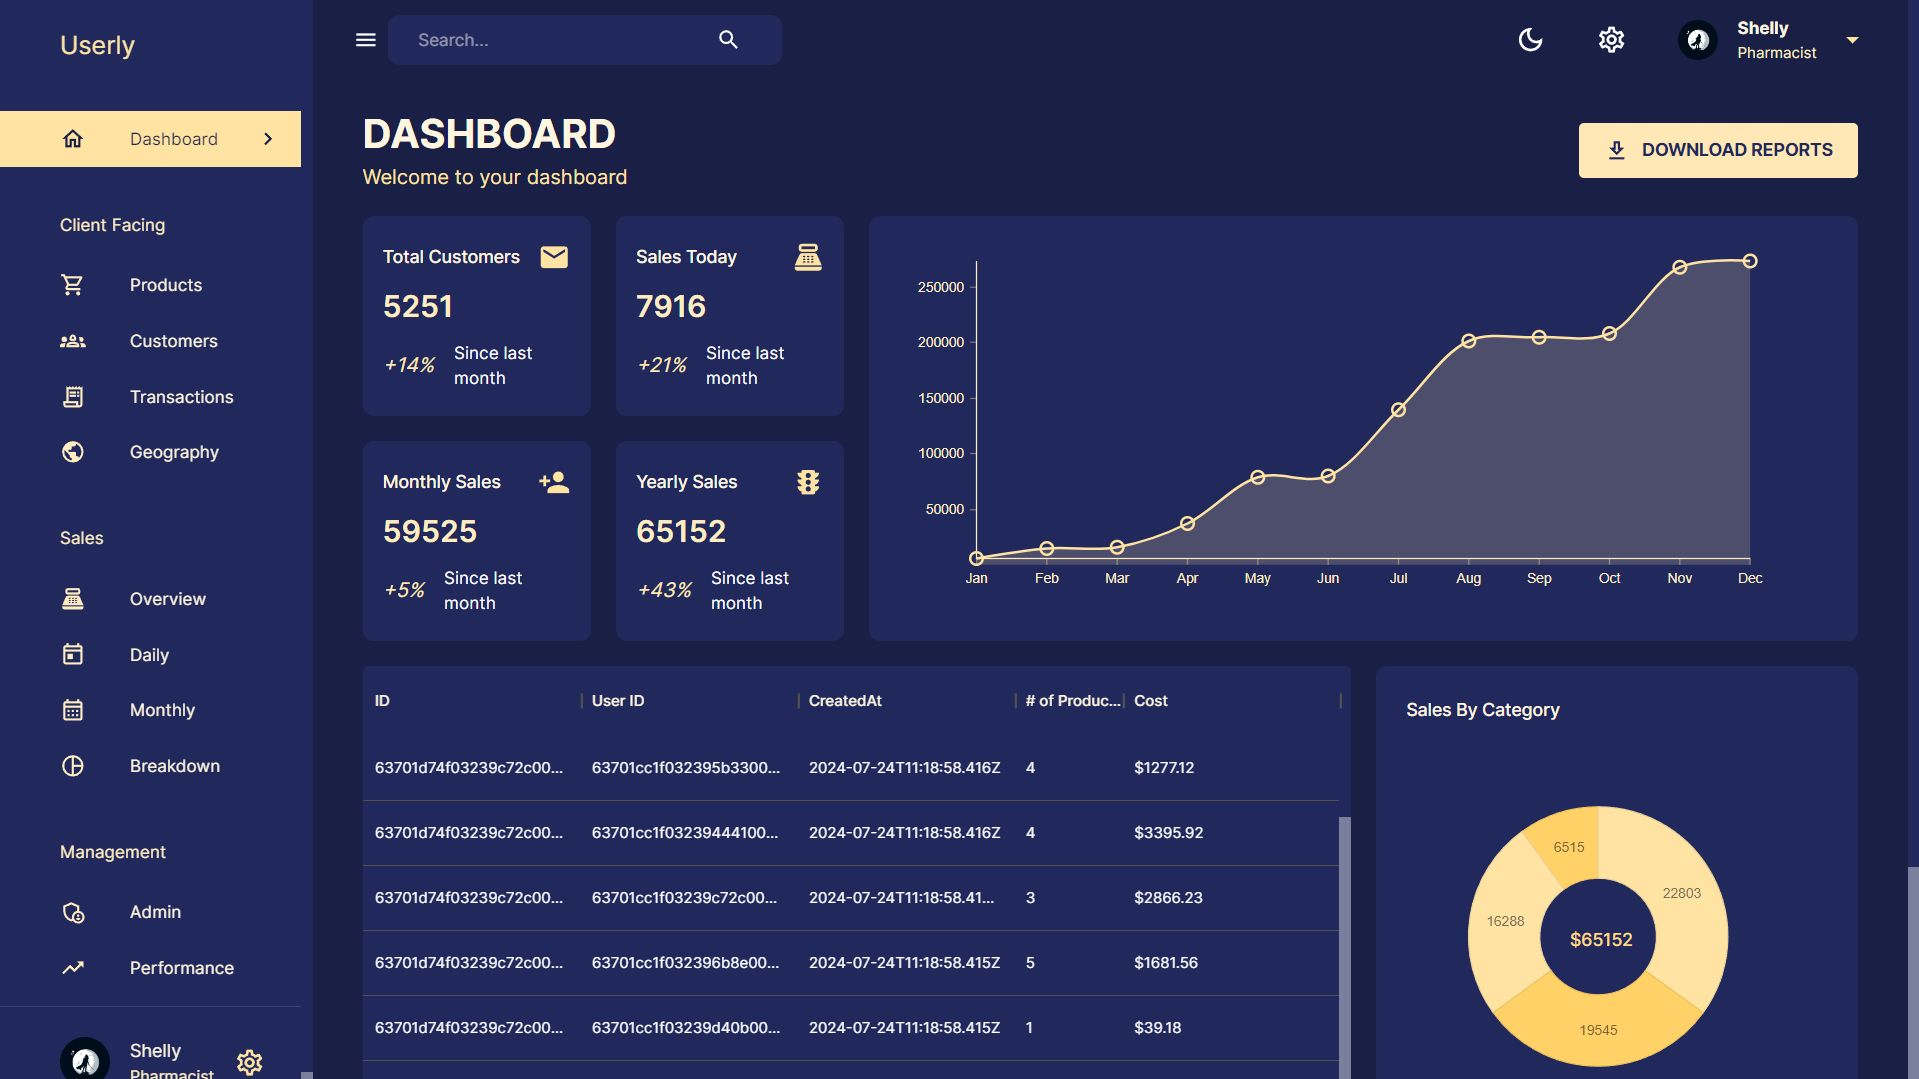 Userly
Search...
Shelly
Pharmacist
Dashboard
DASHBOARD
Welcome to your dashboard
DOWNLOAD REPORTS
Client Facing
Products
Customers
Transactions
Geography
Sales
Overview
Daily
Monthly
Breakdown
Management
Admin
Performance
Shelly
Pharmacist
Total Customers
5251
+14%
Since last
month
Sales Today
7916
+21%
Since last
month
Monthly Sales
59525
+5%
Since last
month
Yearly Sales
65152
+43%
Since last
month
250000
200000
150000
100000
50000
Jan Feb Mar Apr May Jun Jul Aug Sep Oct Nov Dec
ID User ID CreatedAt # of Produc... Cost
63701d74f03239c72c00... 63701cc1f032395b3300... 2024-07-24T11:18:58.416Z 4 $1277.12
63701d74f03239c72c00... 63701cc1f03239444100... 2024-07-24T11:18:58.416Z 4 $3395.92
63701d74f03239c72c00... 63701cc1f03239c72c00... 2024-07-24T11:18:58.41... 3 $2866.23
63701d74f03239c72c00... 63701cc1f032396b8e00... 2024-07-24T11:18:58.415Z 5 $1681.56
63701d74f03239c72c00... 63701cc1f03239d40b00... 2024-07-24T11:18:58.415Z 1 $39.18
Sales By Category
6515
22803
16288
$65152
19545